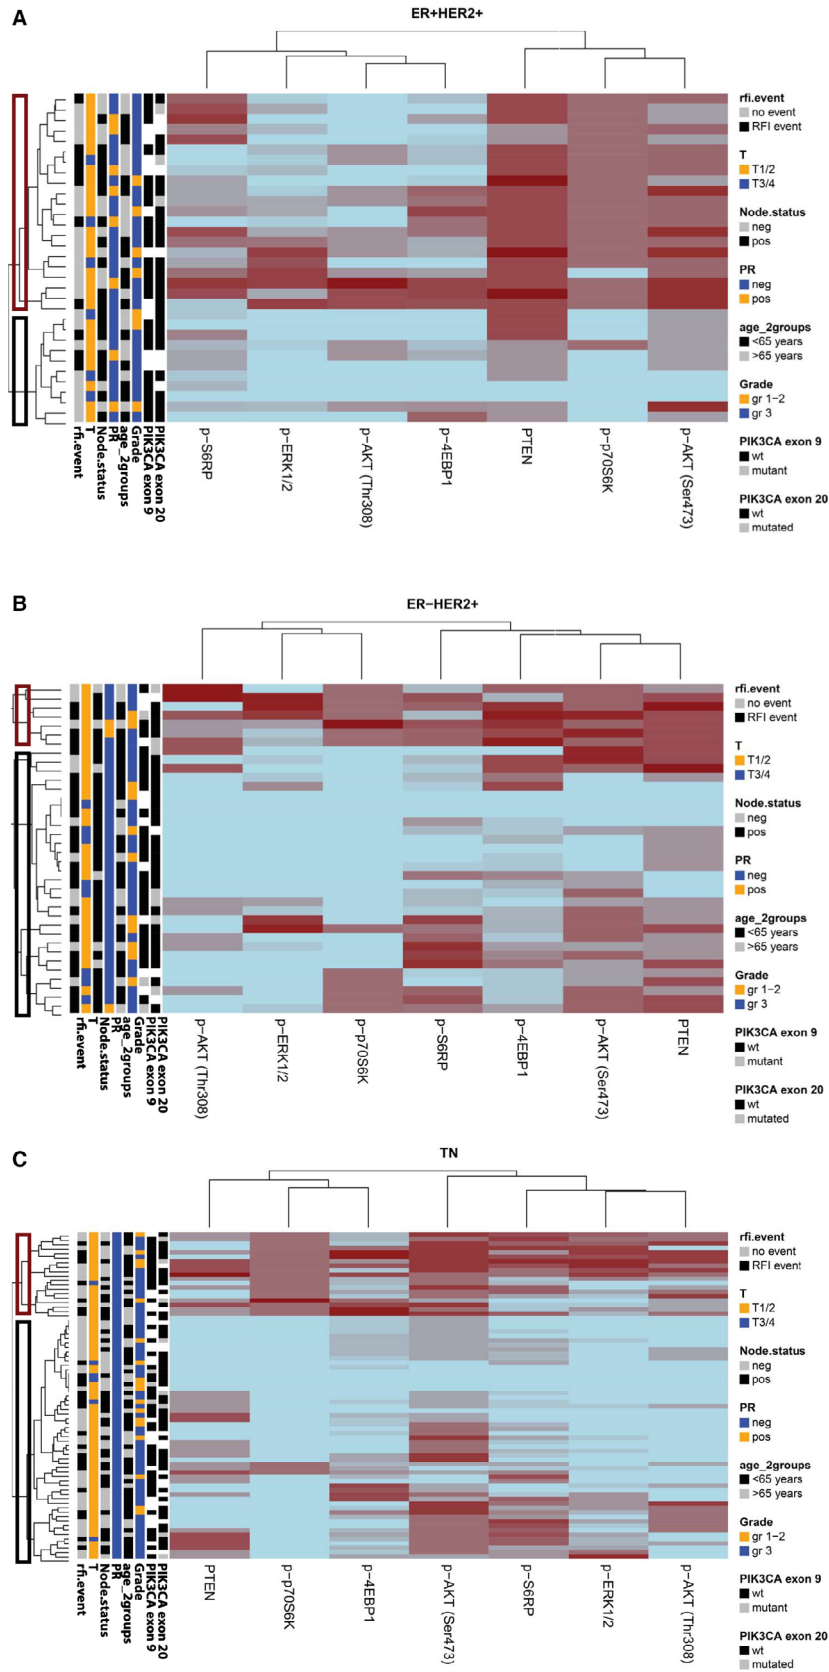 A
ER+HER2+
rfi.event
no event
RFI event
T
T1/2
T3/4
Node.status
neg
pos
PR
neg
pos
age_2groups
<65 years
>65 years
Grade
gr 1−2
gr 3
PIK3CA exon 9
wt
mutant
PIK3CA exon 20
wt
mutated
rfi.event
T
Node.status
PR
age_2groups
Grade
PIK3CA exon 9
PIK3CA exon 20
p−S6RP
p−ERK1/2
p−AKT (Thr308)
p−4EBP1
PTEN
p−p70S6K
p−AKT (Ser473)
B
ER−HER2+
rfi.event
no event
RFI event
T
T1/2
T3/4
Node.status
neg
pos
PR
neg
pos
age_2groups
<65 years
>65 years
Grade
gr 1−2
gr 3
PIK3CA exon 9
wt
mutant
PIK3CA exon 20
wt
mutated
rfi.event
T
Node.status
PR
age_2groups
Grade
PIK3CA exon 9
PIK3CA exon 20
p−AKT (Thr308)
p−ERK1/2
p−p70S6K
p−S6RP
p−4EBP1
p−AKT (Ser473)
PTEN
C
TN
rfi.event
no event
RFI event
T
T1/2
T3/4
Node.status
neg
pos
PR
neg
pos
age_2groups
<65 years
>65 years
Grade
gr 1−2
gr 3
PIK3CA exon 9
wt
mutant
PIK3CA exon 20
wt
mutated
rfi.event
T
Node.status
PR
age_2groups
Grade
PIK3CA exon 9
PIK3CA exon 20
PTEN
p−p70S6K
p−4EBP1
p−AKT (Ser473)
p−S6RP
p−ERK1/2
p−AKT (Thr308)